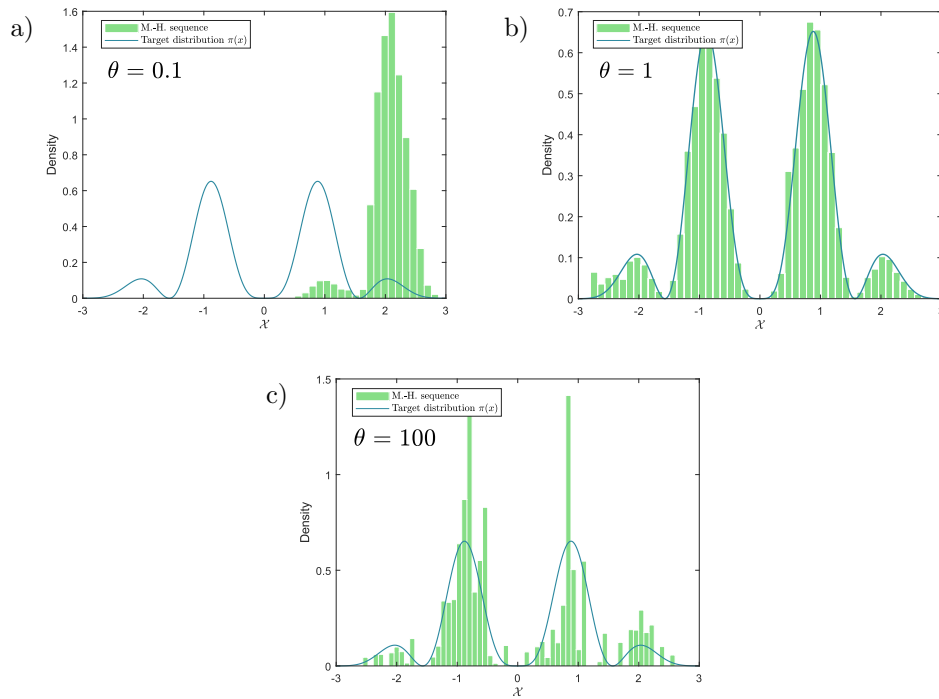 a)
M.-H. sequence
Target distribution π(x)
θ = 0.1
Density
1.6
1.4
1.2
1
0.8
0.6
0.4
0.2
0
-3 -2 -1 0 1 2 3
𝒳
b)
M.-H. sequence
Target distribution π(x)
θ = 1
Density
0.7
0.6
0.5
0.4
0.3
0.2
0.1
0
-3 -2 -1 0 1 2 3
𝒳
c)
M.-H. sequence
Target distribution π(x)
θ = 100
Density
1.5
1
0.5
0
-3 -2 -1 0 1 2 3
𝒳